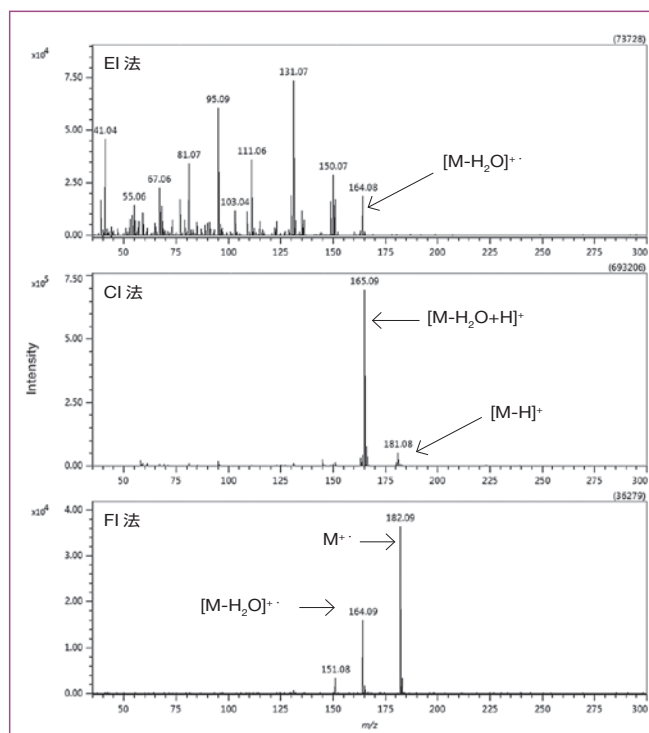 (73728)
×10⁴
EI 法
7.50
5.00
2.50
0.00
41.04
55.06
67.06
81.07
95.09
103.04
111.06
131.07
150.07
164.08
[M-H₂O]⁺·
50 75 100 125 150 175 200 225 250 275 300
(693206)
×10⁵
CI 法
7.50
5.00
2.50
0.00
165.09
[M-H₂O+H]⁺
181.08
[M-H]⁺
50 75 100 125 150 175 200 225 250 275 300
Intensity
(36279)
×10⁴
FI 法
4.00
3.00
2.00
1.00
0.00
182.09
M⁺·
[M-H₂O]⁺·
164.09
151.08
50 75 100 125 150 175 200 225 250 275 300
m/z